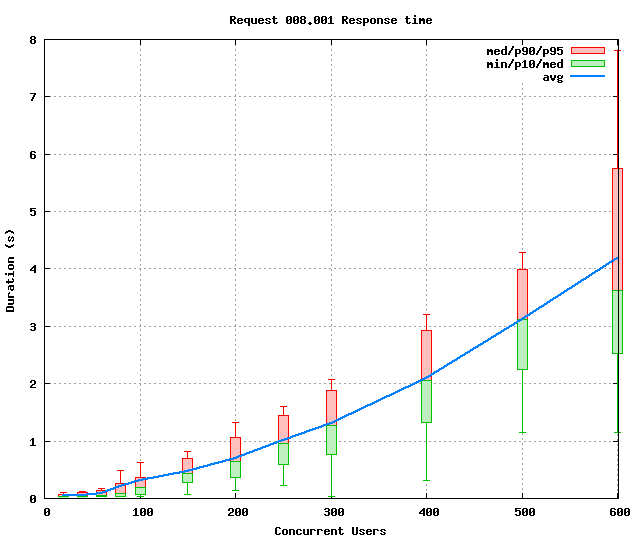 Request 008.001 Response time
med/p90/p95
min/p10/med
avg
8
7
6
5
4
3
2
1
0
Duration (s)
0 100 200 300 400 500 600
Concurrent Users